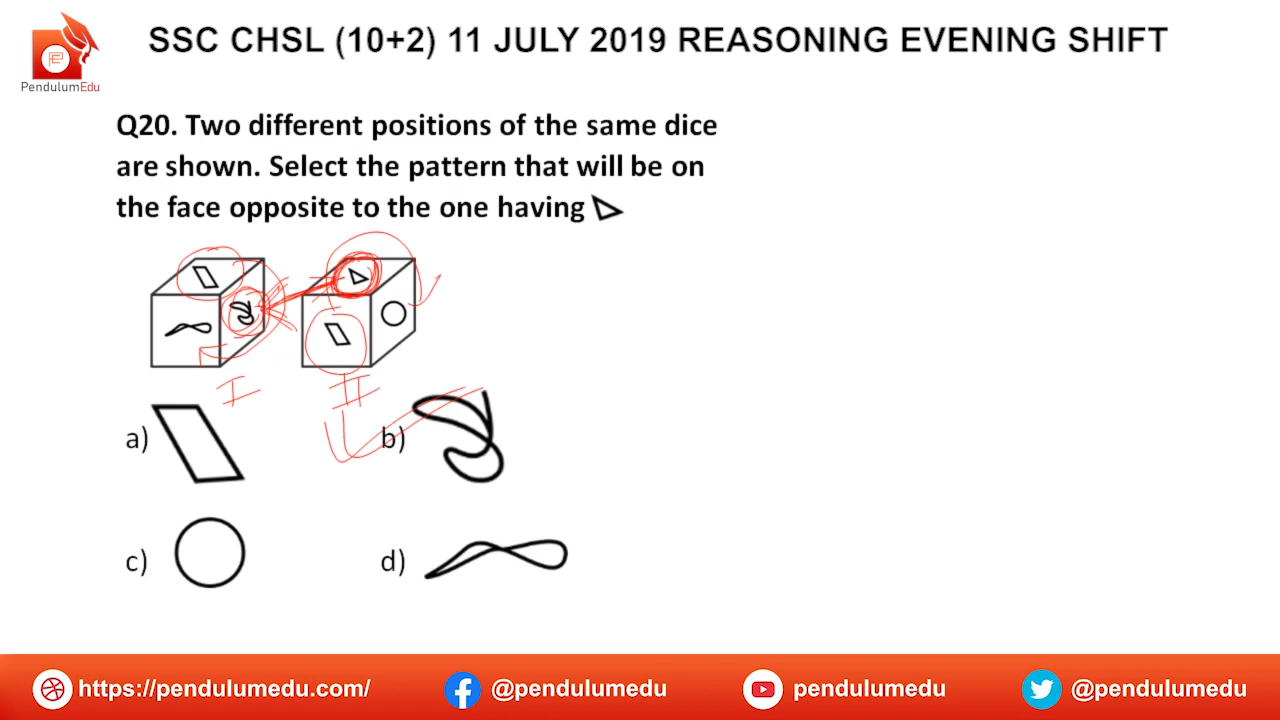 SSC CHSL (10+2) 11 JULY 2019 REASONING EVENING SHIFT
PendulumEdu
Q20. Two different positions of the same dice
are shown. Select the pattern that will be on
the face opposite to the one having
I
II
a)
b)
c)
d)
https://pendulumedu.com/
@pendulumedu
pendulumedu
@pendulumedu